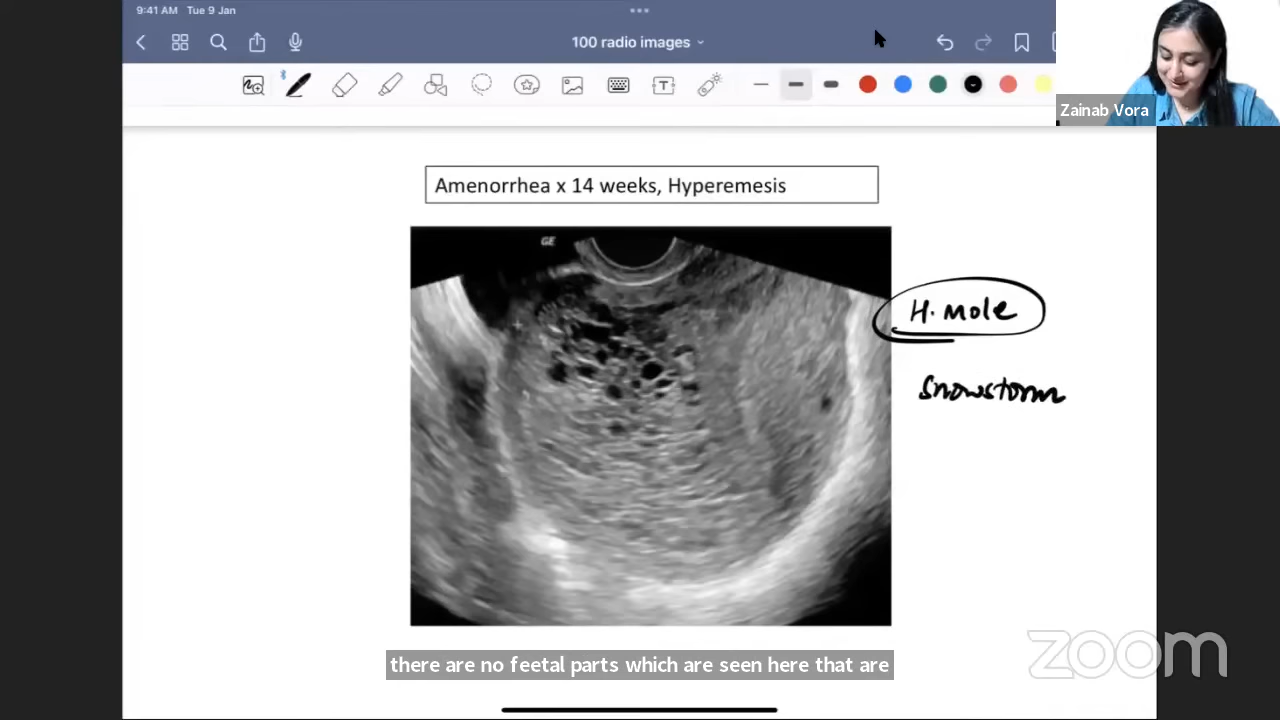 9:41 AM Tue 9 Jan
100 radio images
Zainab Vora
Amenorrhea x 14 weeks, Hyperemesis
GE
H. mole
Snowstorm
there are no feetal parts which are seen here that are
zoom